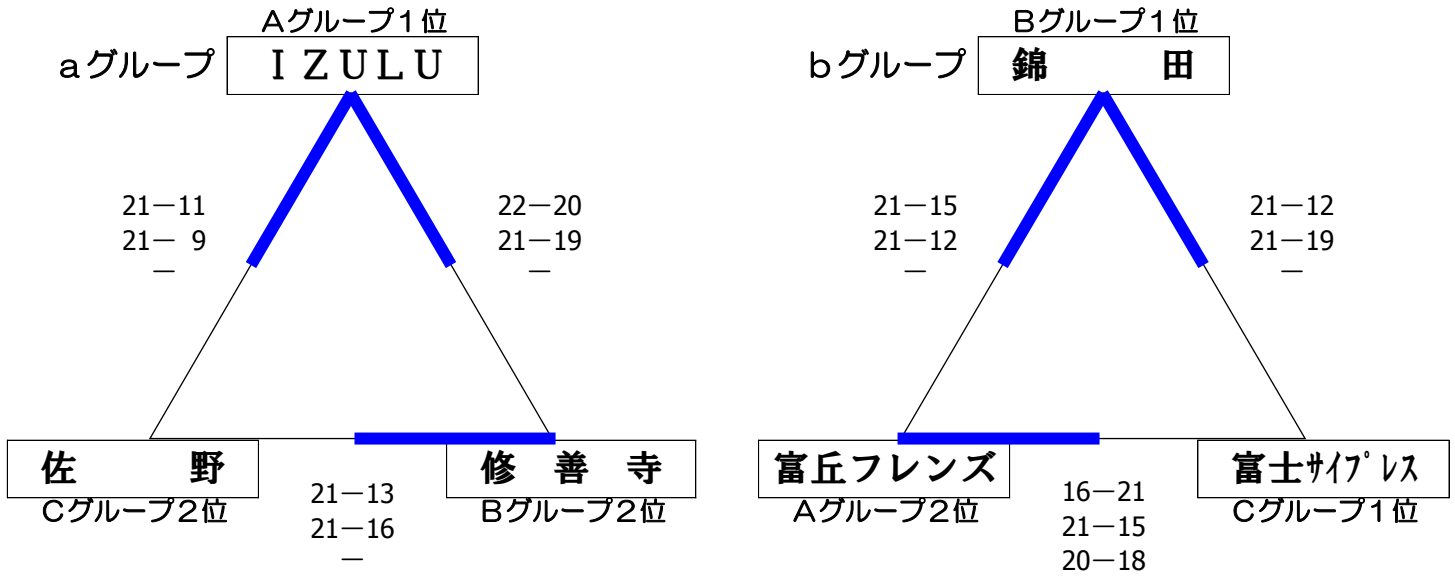 Aグループ1位
aグループ
ＩＺＵＬＵ
21－11
21－ 9
－
22－20
21－19
－
佐　　　野
Cグループ2位
21－13
21－16
－
修　善　寺
Bグループ2位
Bグループ1位
bグループ
錦　　　田
21－15
21－12
－
21－12
21－19
－
富丘フレンズ
Aグループ2位
16－21
21－15
20－18
富士ｻｲﾌﾟﾚｽ
Cグループ1位